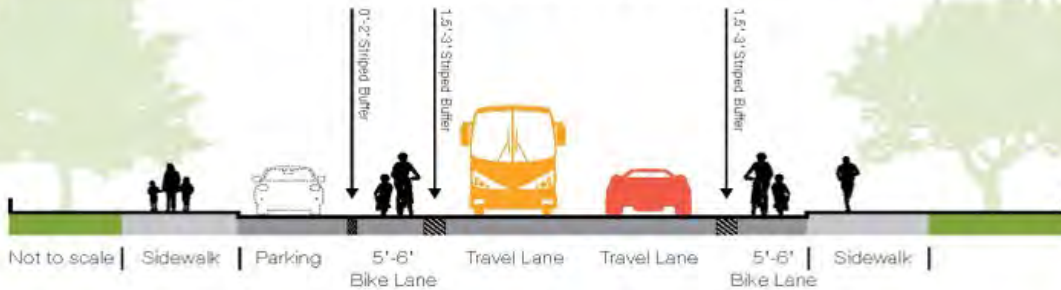 0'-2' Striped Buffer
1.5'-3' Striped Buffer
1.5'-3' Striped Buffer
Not to scale
Sidewalk
Parking
5'-6'
Bike Lane
Travel Lane
Travel Lane
5'-6'
Bike Lane
Sidewalk